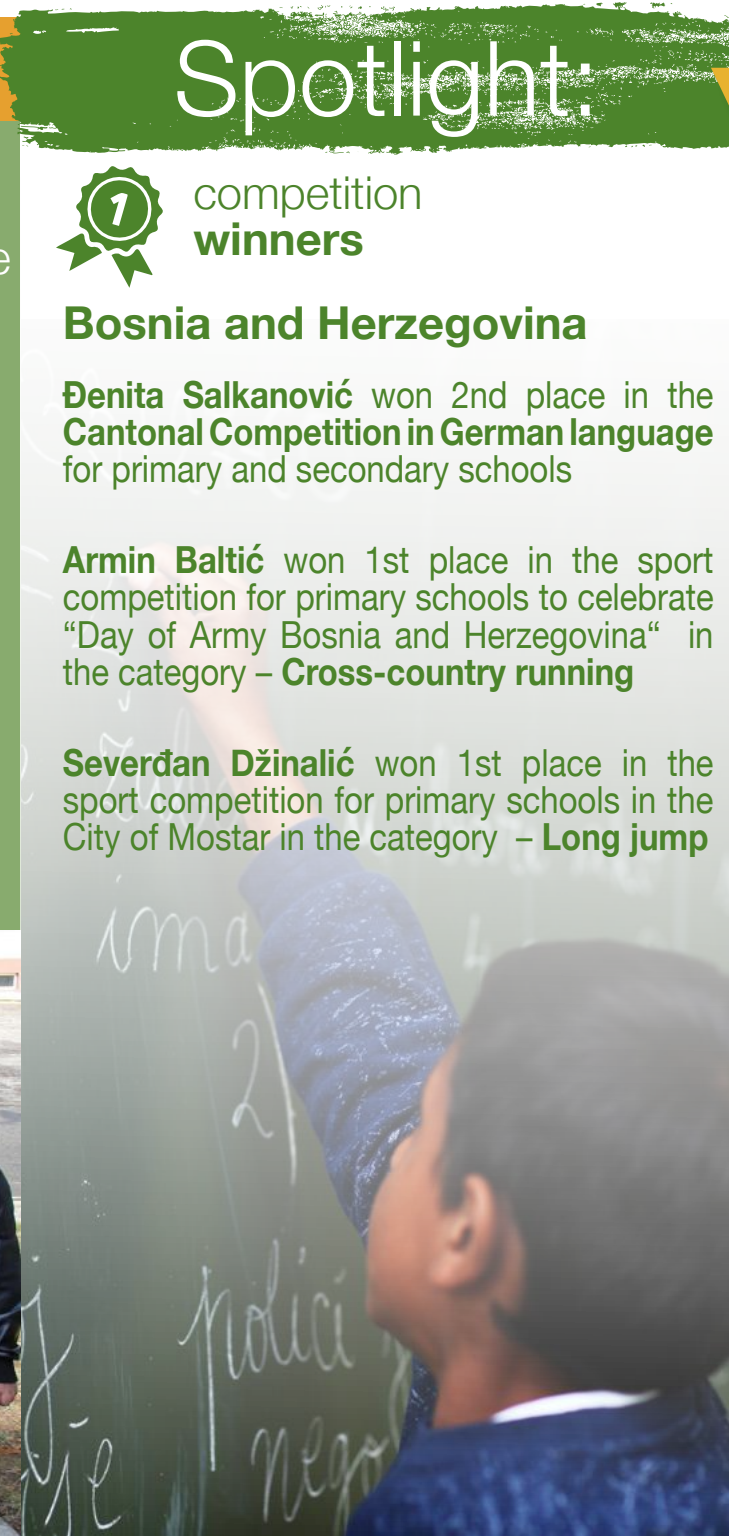 Spotlight:
1
competition
winners
Bosnia and Herzegovina
Đenita Salkanović won 2nd place in the
Cantonal Competition in German language
for primary and secondary schools
Armin Baltić won 1st place in the sport
competition for primary schools to celebrate
“Day of Army Bosnia and Herzegovina“ in
the category – Cross-country running
Severđan Džinalić won 1st place in the
sport competition for primary schools in the
City of Mostar in the category – Long jump
ima
2)
polici
je